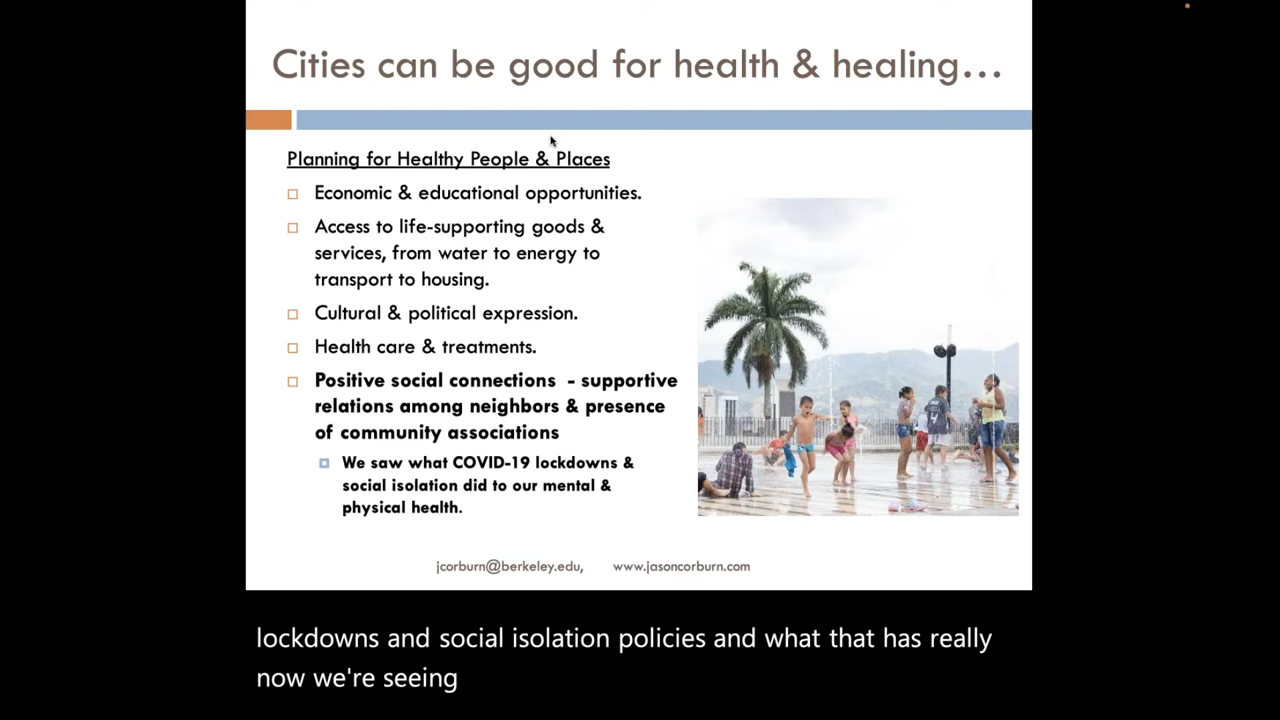 Cities can be good for health & healing...
Planning for Healthy People & Places
Economic & educational opportunities.
Access to life-supporting goods &
services, from water to energy to
transport to housing.
Cultural & political expression.
Health care & treatments.
Positive social connections - supportive
relations among neighbors & presence
of community associations
We saw what COVID-19 lockdowns &
social isolation did to our mental &
physical health.
jcorburn@berkeley.edu, www.jasoncorburn.com
lockdowns and social isolation policies and what that has really
now we're seeing